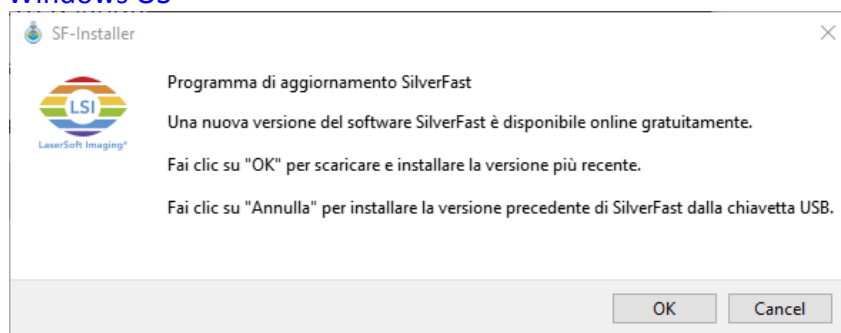 Windows OS
SF-Installer
LSI
LaserSoft Imaging®
Programma di aggiornamento SilverFast
Una nuova versione del software SilverFast è disponibile online gratuitamente.
Fai clic su "OK" per scaricare e installare la versione più recente.
Fai clic su "Annulla" per installare la versione precedente di SilverFast dalla chiavetta USB.
OK
Cancel